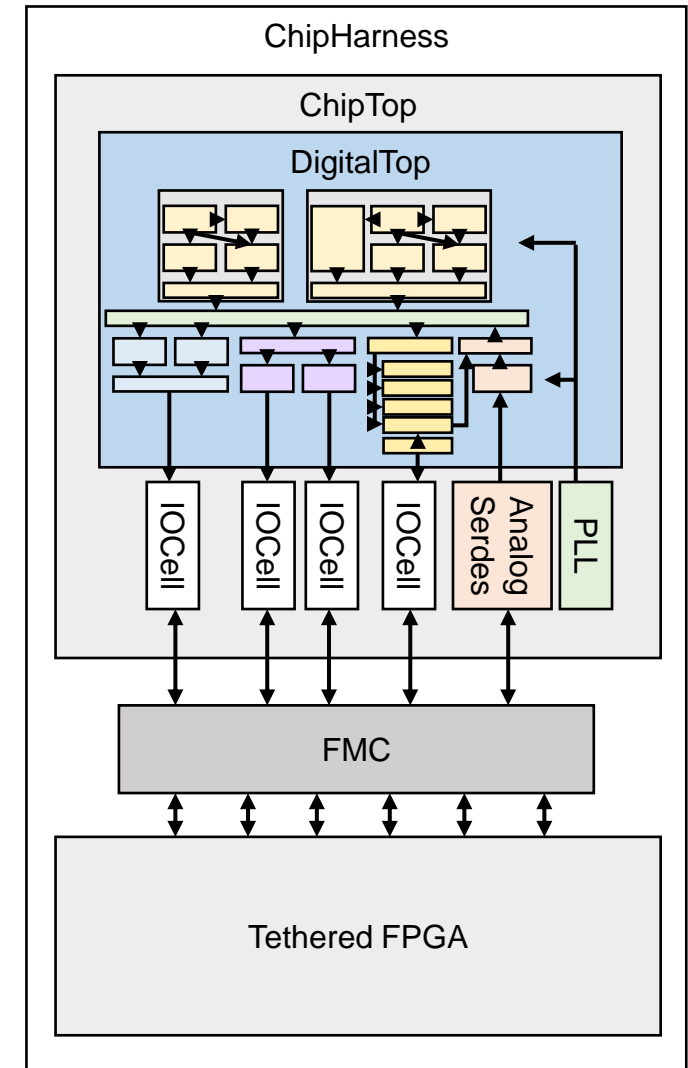 ChipHarness
ChipTop
DigitalTop
IOCell
IOCell
IOCell
IOCell
Analog
Serdes
PLL
FMC
Tethered FPGA